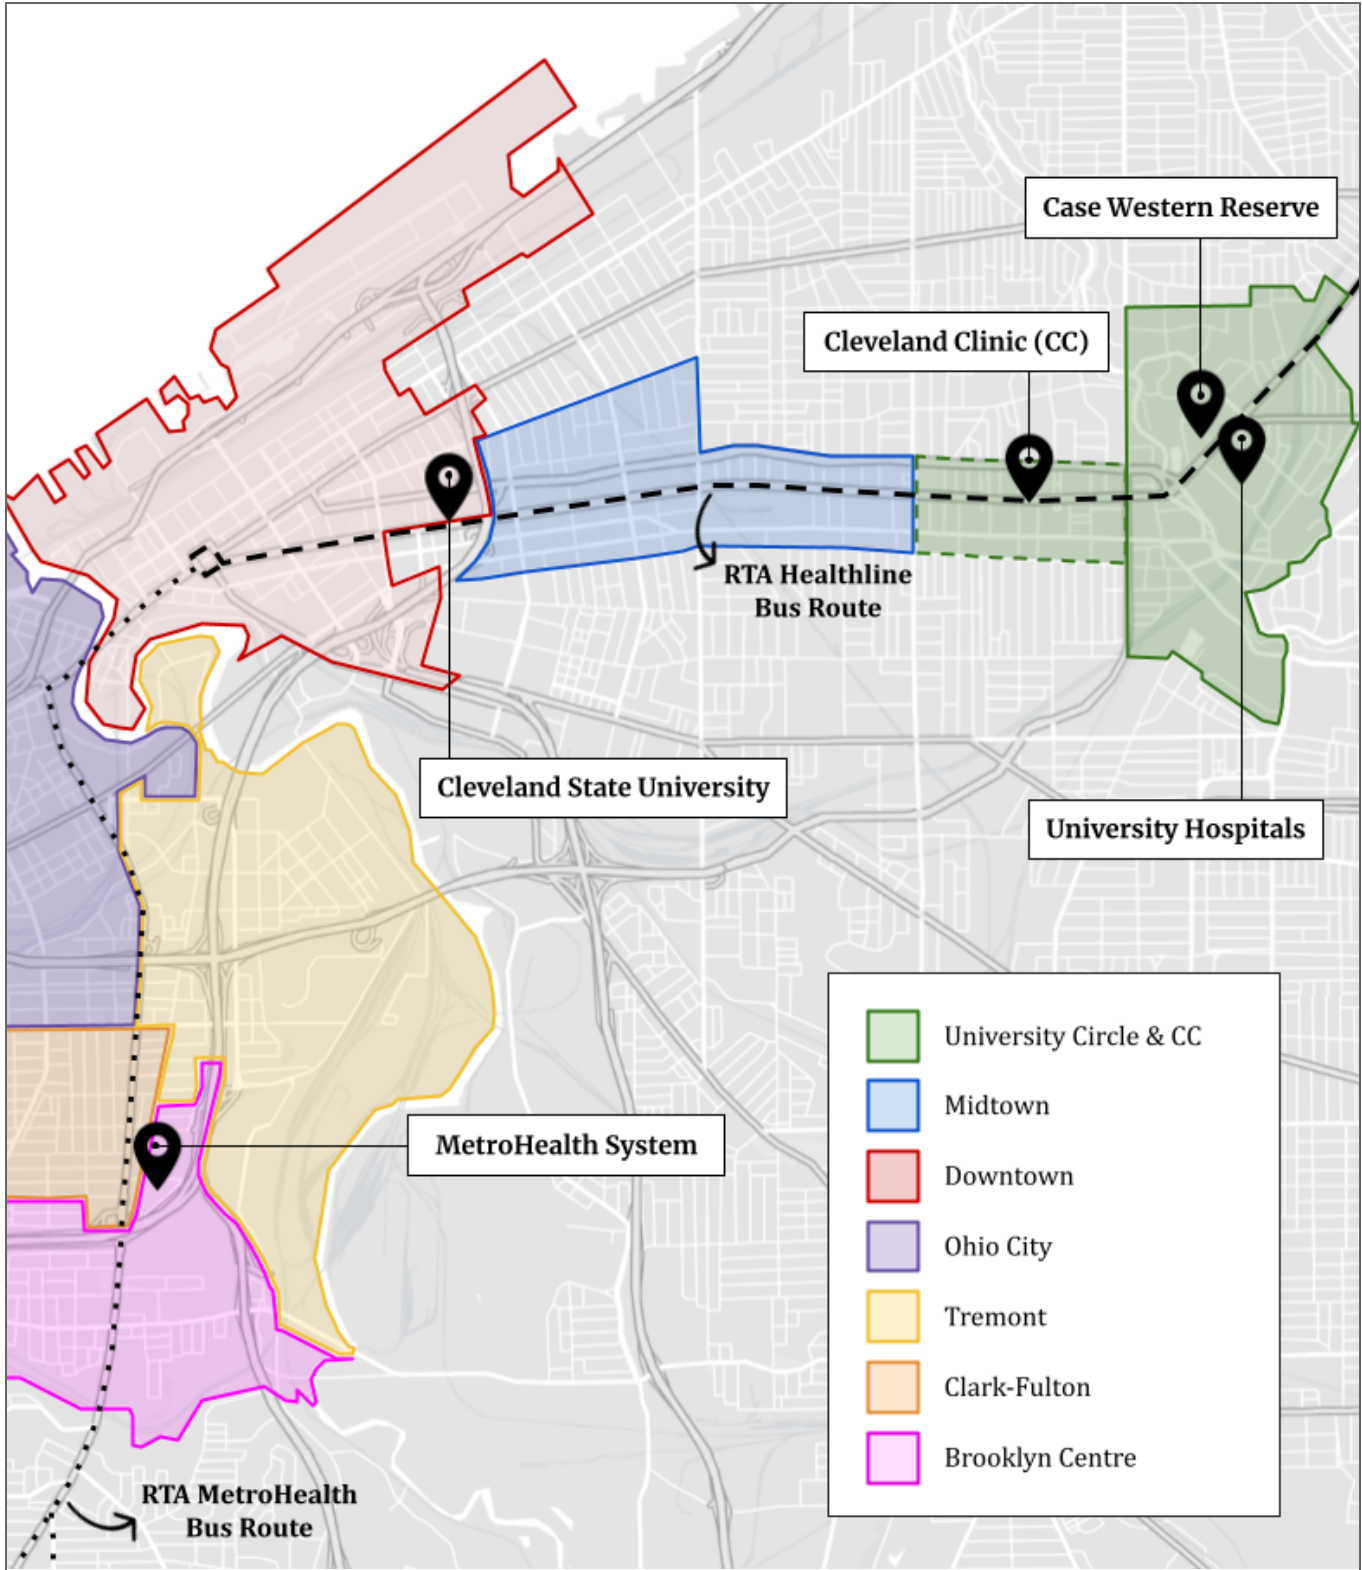 Case Western Reserve
Cleveland Clinic (CC)
RTA Healthline
Bus Route
Cleveland State University
University Hospitals
MetroHealth System
University Circle & CC
Midtown
Downtown
Ohio City
Tremont
Clark-Fulton
Brooklyn Centre
RTA MetroHealth
Bus Route